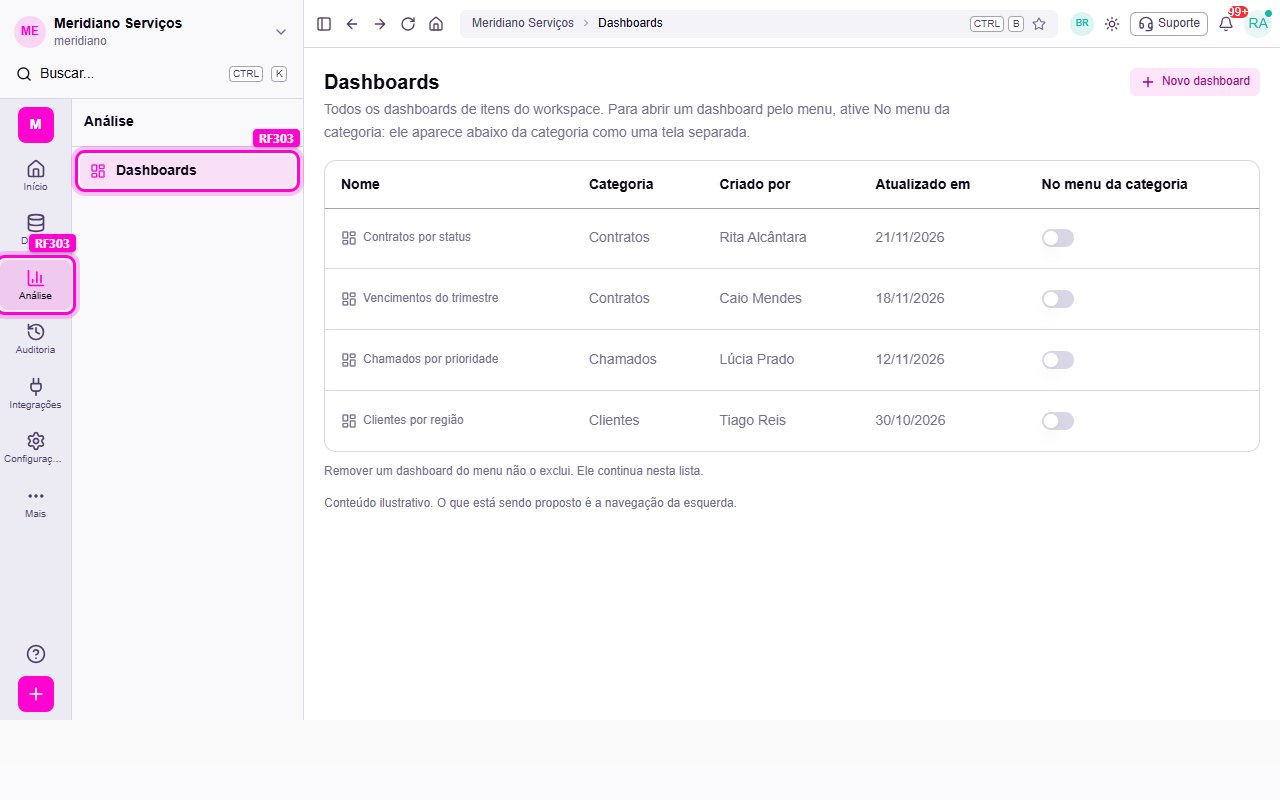 ME
Meridiano Serviços
meridiano
Buscar...
CTRL
K
M
Início
RF303
Análise
Auditoria
Integrações
Configuraç...
Mais
Análise
RF303
Dashboards
Meridiano Serviços
Dashboards
CTRL
B
BR
Suporte
99+
RA
Dashboards
Novo dashboard
Todos os dashboards de itens do workspace. Para abrir um dashboard pelo menu, ative No menu da
categoria: ele aparece abaixo da categoria como uma tela separada.
Nome Categoria Criado por Atualizado em No menu da categoria
Contratos por status Contratos Rita Alcântara 21/11/2026
Vencimentos do trimestre Contratos Caio Mendes 18/11/2026
Chamados por prioridade Chamados Lúcia Prado 12/11/2026
Clientes por região Clientes Tiago Reis 30/10/2026
Remover um dashboard do menu não o exclui. Ele continua nesta lista.
Conteúdo ilustrativo. O que está sendo proposto é a navegação da esquerda.